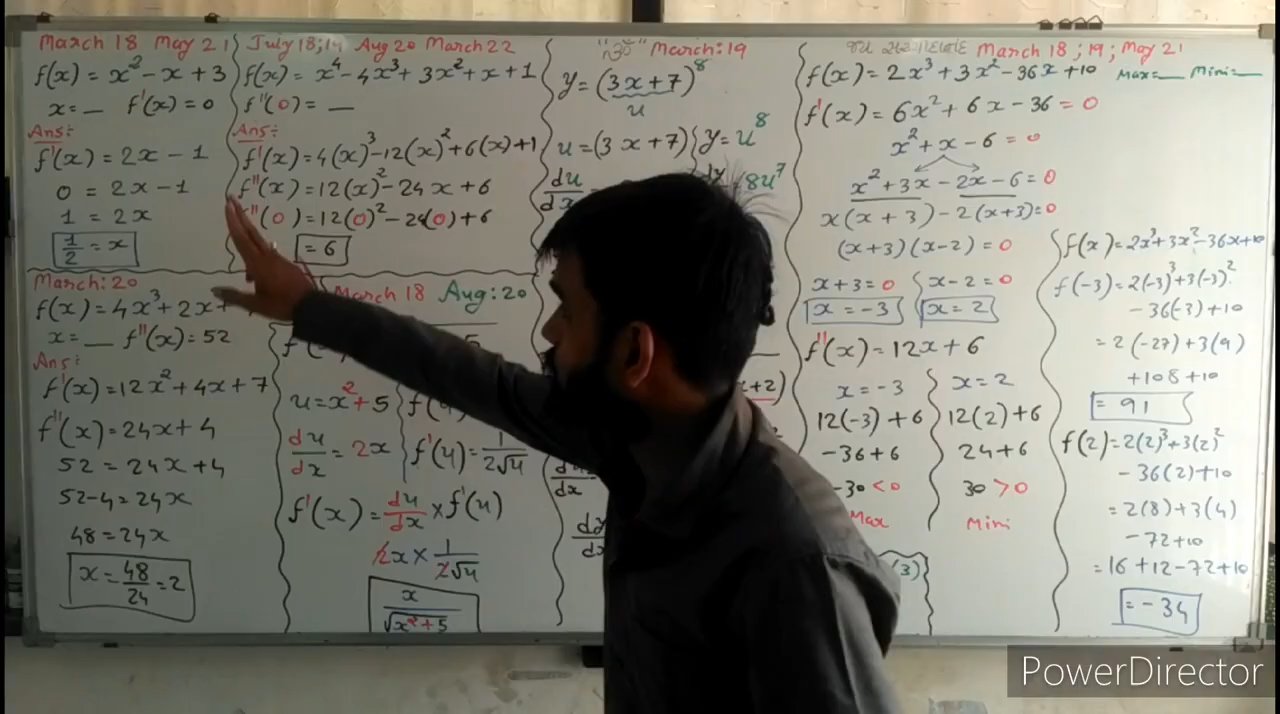 March 18 May 21
f(x) = x² - x + 3
x = __ f'(x) = 0
Ans:
f'(x) = 2x - 1
0 = 2x - 1
1 = 2x
1/2 = x
July 18; 19 Aug 20 March 22
f(x) = x⁴ - 4x³ + 3x² + x + 1
f''(0) = __
Ans:
f'(x) = 4(x)³ - 12(x)² + 6(x) + 1
f''(x) = 12(x)² - 24x + 6
f''(0) = 12(0)² - 24(0) + 6
= 6
March: 20
f(x) = 4x³ + 2x +
x = __ f''(x) = 52
Ans:
f'(x) = 12x² + 4x + 7
f''(x) = 24x + 4
52 = 24x + 4
52-4 = 24x
48 = 24x
x = 48/24 = 2
March 18 Aug: 20
u = x² + 5
du/dx = 2x
f'(u) = 1/2√u
f'(x) = du/dx × f'(u)
2x × 1/2√u
x/√x²+5
March: 19
y = (3x + 7)⁸
u
u = (3x + 7) y = u⁸
du/dx
8u⁷
x+2)
du/dx
March 18 ; 19 ; May 21
f(x) = 2x³ + 3x² - 36x + 10 Max = __ Mini = __
f'(x) = 6x² + 6x - 36 = 0
x² + x - 6 = 0
x² + 3x - 2x - 6 = 0
x(x + 3) - 2(x+3) = 0
(x+3)(x-2) = 0
x + 3 = 0 x - 2 = 0
x = -3 x = 2
f''(x) = 12x + 6
x = -3 x = 2
12(-3) + 6 12(2) + 6
-36 + 6 24 + 6
-30 < 0 30 > 0
Max Mini
(3)
f(x) = 2x³ + 3x² - 36x + 10
f(-3) = 2(-3)³ + 3(-3)²
-36(-3) + 10
= 2(-27) + 3(9)
+108 + 10
= 91
f(2) = 2(2)³ + 3(2)²
-36(2) + 10
= 2(8) + 3(4)
-72 + 10
= 16 + 12 - 72 + 10
= -34
PowerDirector